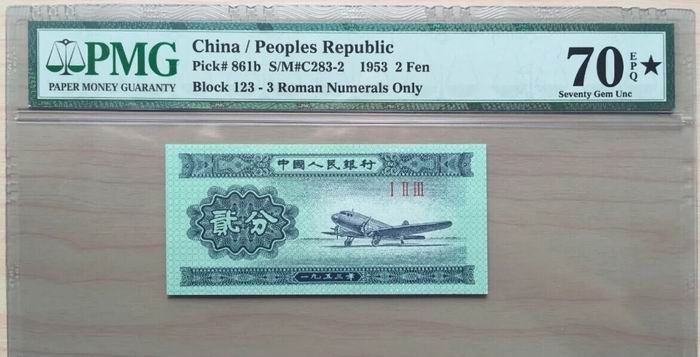 PMG
PAPER MONEY GUARANTY
China / Peoples Republic
Pick# 861b S/M#C283-2 1953 2 Fen
Block 123 - 3 Roman Numerals Only
70 EPQ ★
Seventy Gem Unc
中國人民銀行
I II III
貳分
一九五三年